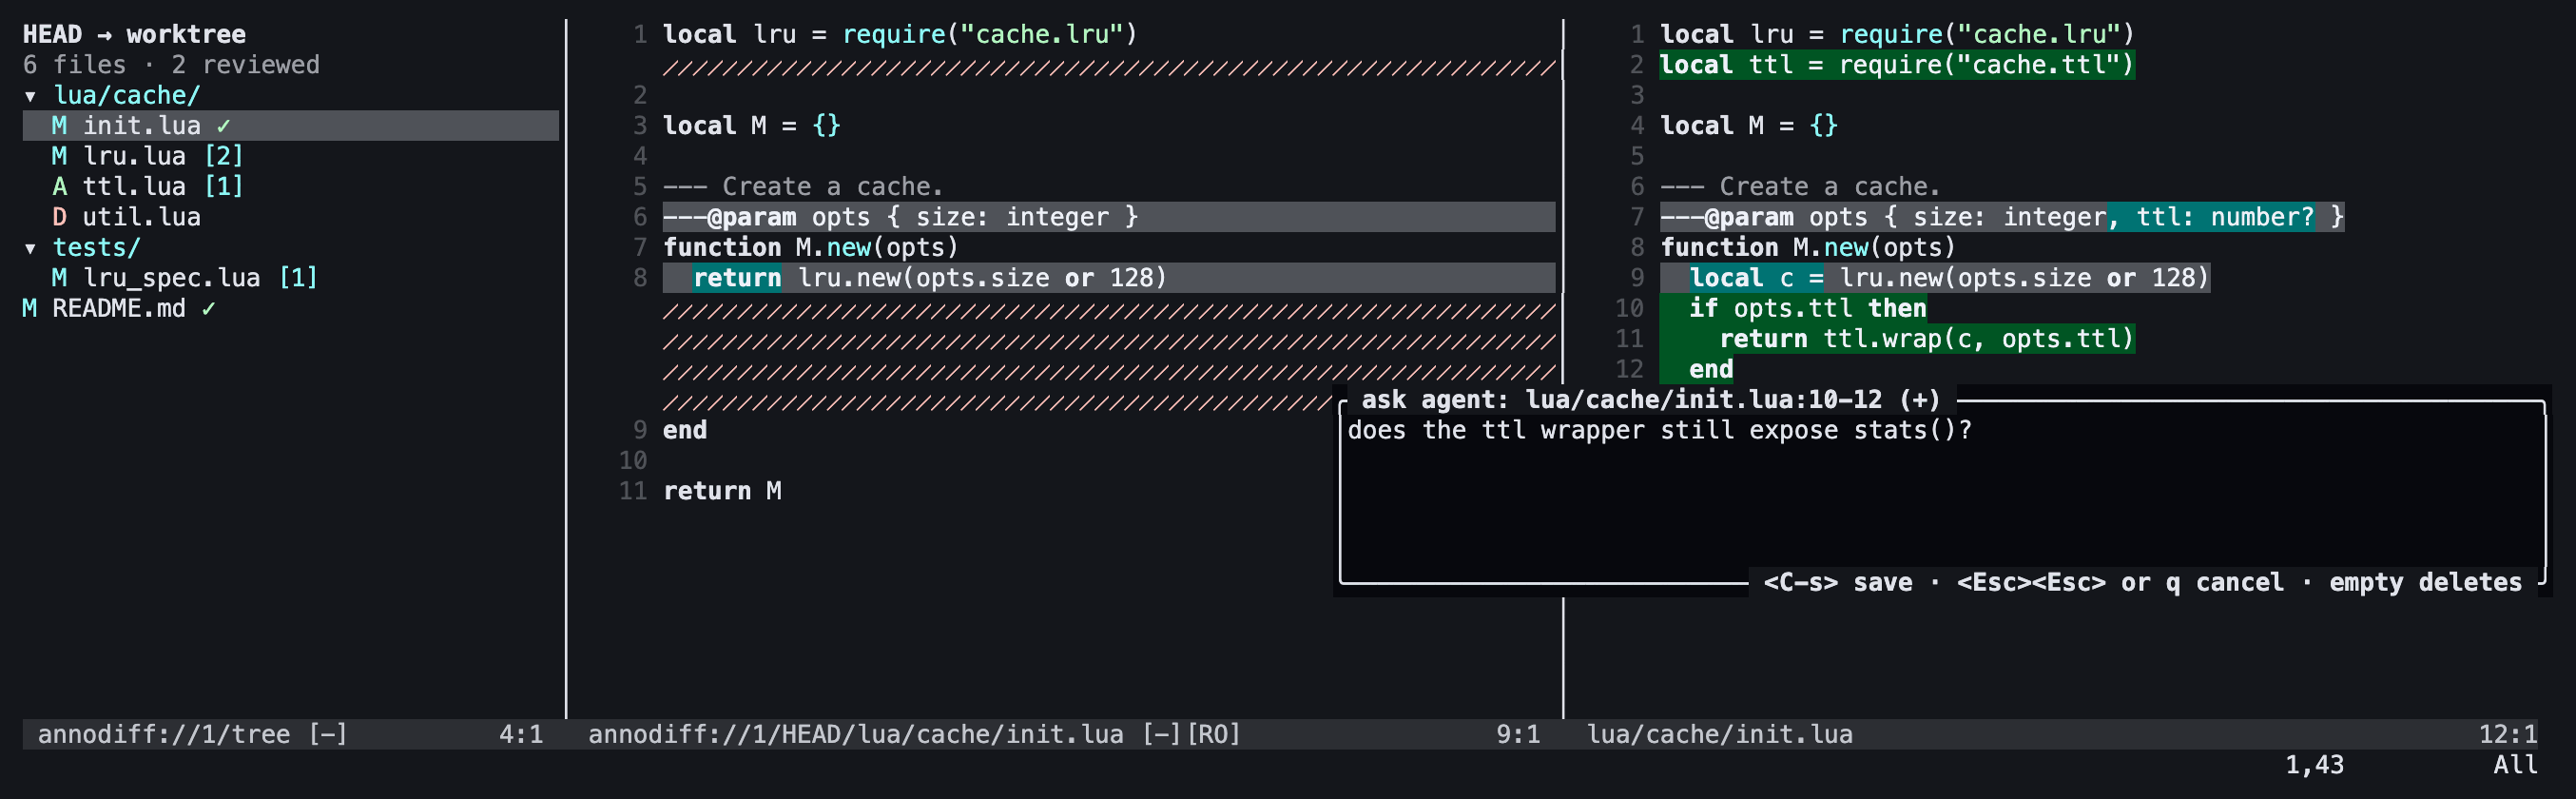 HEAD → worktree
6 files · 2 reviewed
▾ lua/cache/
M init.lua ✓
M lru.lua [2]
A ttl.lua [1]
D util.lua
▾ tests/
M lru_spec.lua [1]
M README.md ✓
1 local lru = require("cache.lru")
2
3 local M = {}
4
5 --- Create a cache.
6 ---@param opts { size: integer }
7 function M.new(opts)
8   return lru.new(opts.size or 128)
9 end
10
11 return M
1 local lru = require("cache.lru")
2 local ttl = require("cache.ttl")
3
4 local M = {}
5
6 --- Create a cache.
7 ---@param opts { size: integer, ttl: number? }
8 function M.new(opts)
9   local c = lru.new(opts.size or 128)
10   if opts.ttl then
11     return ttl.wrap(c, opts.ttl)
12   end
ask agent: lua/cache/init.lua:10-12 (+)
does the ttl wrapper still expose stats()?
<C-s> save · <Esc><Esc> or q cancel · empty deletes
annodiff://1/tree [-] 4:1
annodiff://1/HEAD/lua/cache/init.lua [-][RO] 9:1
lua/cache/init.lua 12:1
1,43 All